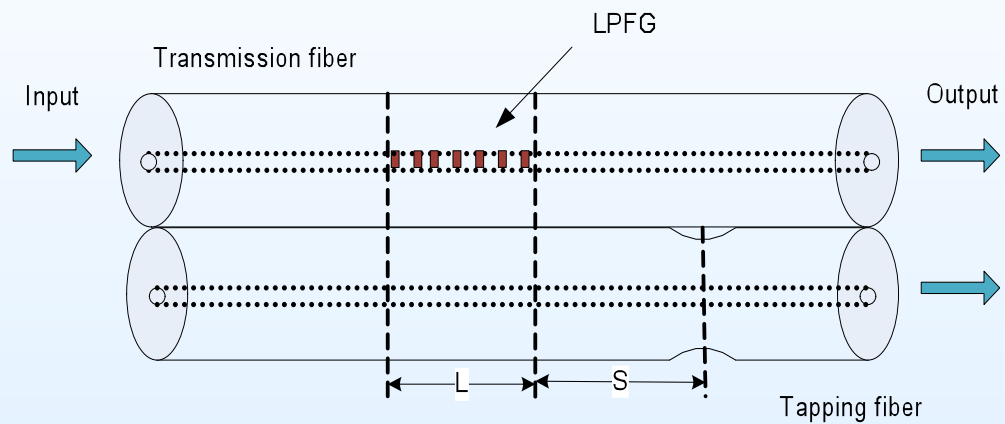 LPFG
Transmission fiber
Input
Output
L
S
Tapping fiber